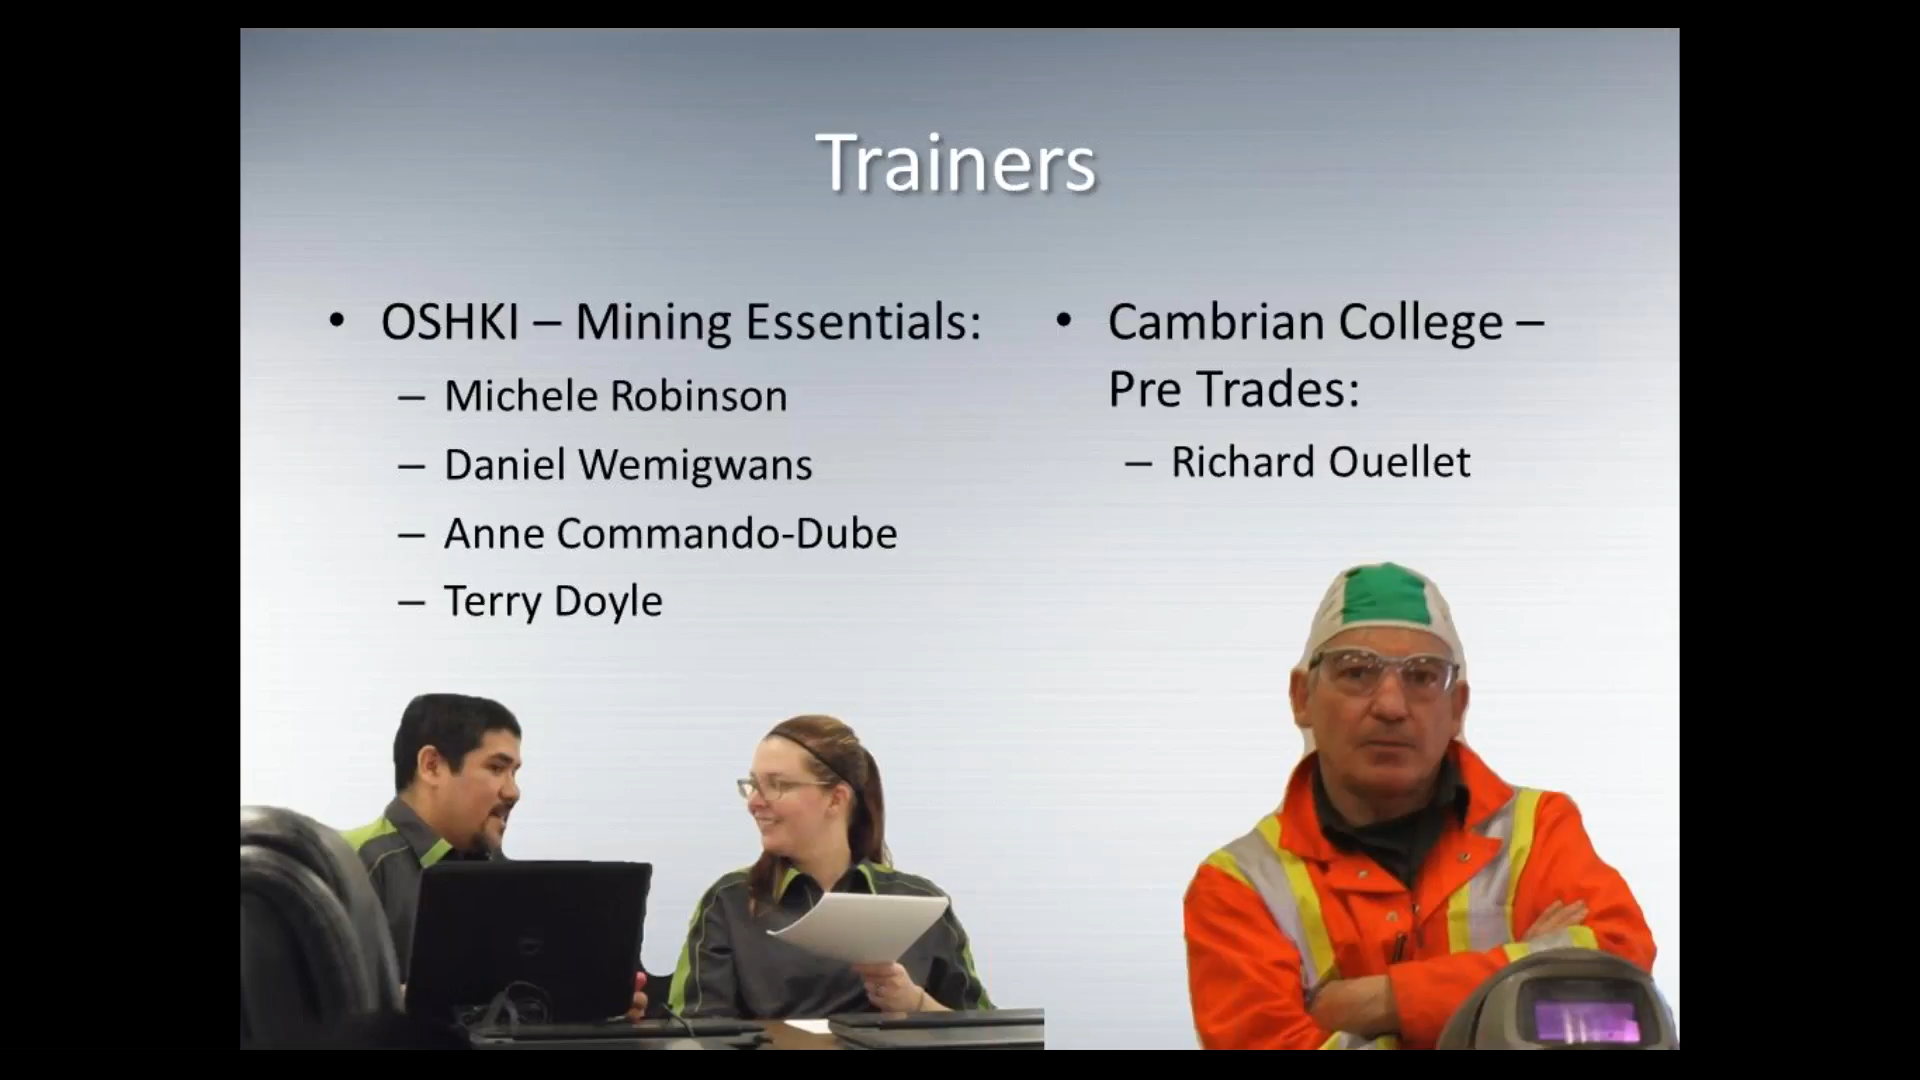 Trainers
• OSHKI – Mining Essentials:
– Michele Robinson
– Daniel Wemigwans
– Anne Commando-Dube
– Terry Doyle
• Cambrian College –
Pre Trades:
– Richard Ouellet